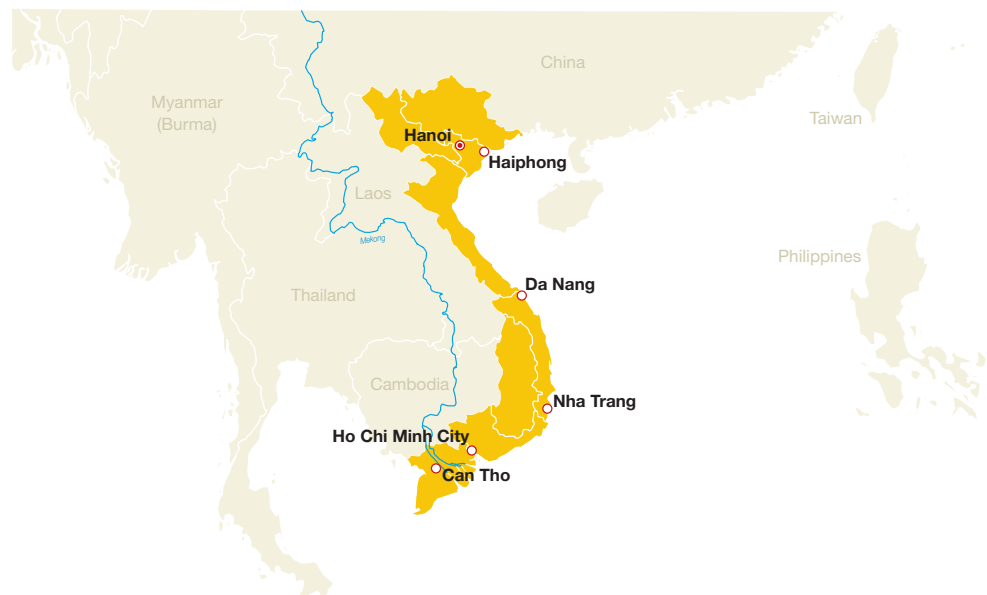 China
Myanmar
(Burma)
Taiwan
Hanoi
Haiphong
Laos
Mekong
Philippines
Da Nang
Thailand
Cambodia
Nha Trang
Ho Chi Minh City
Can Tho